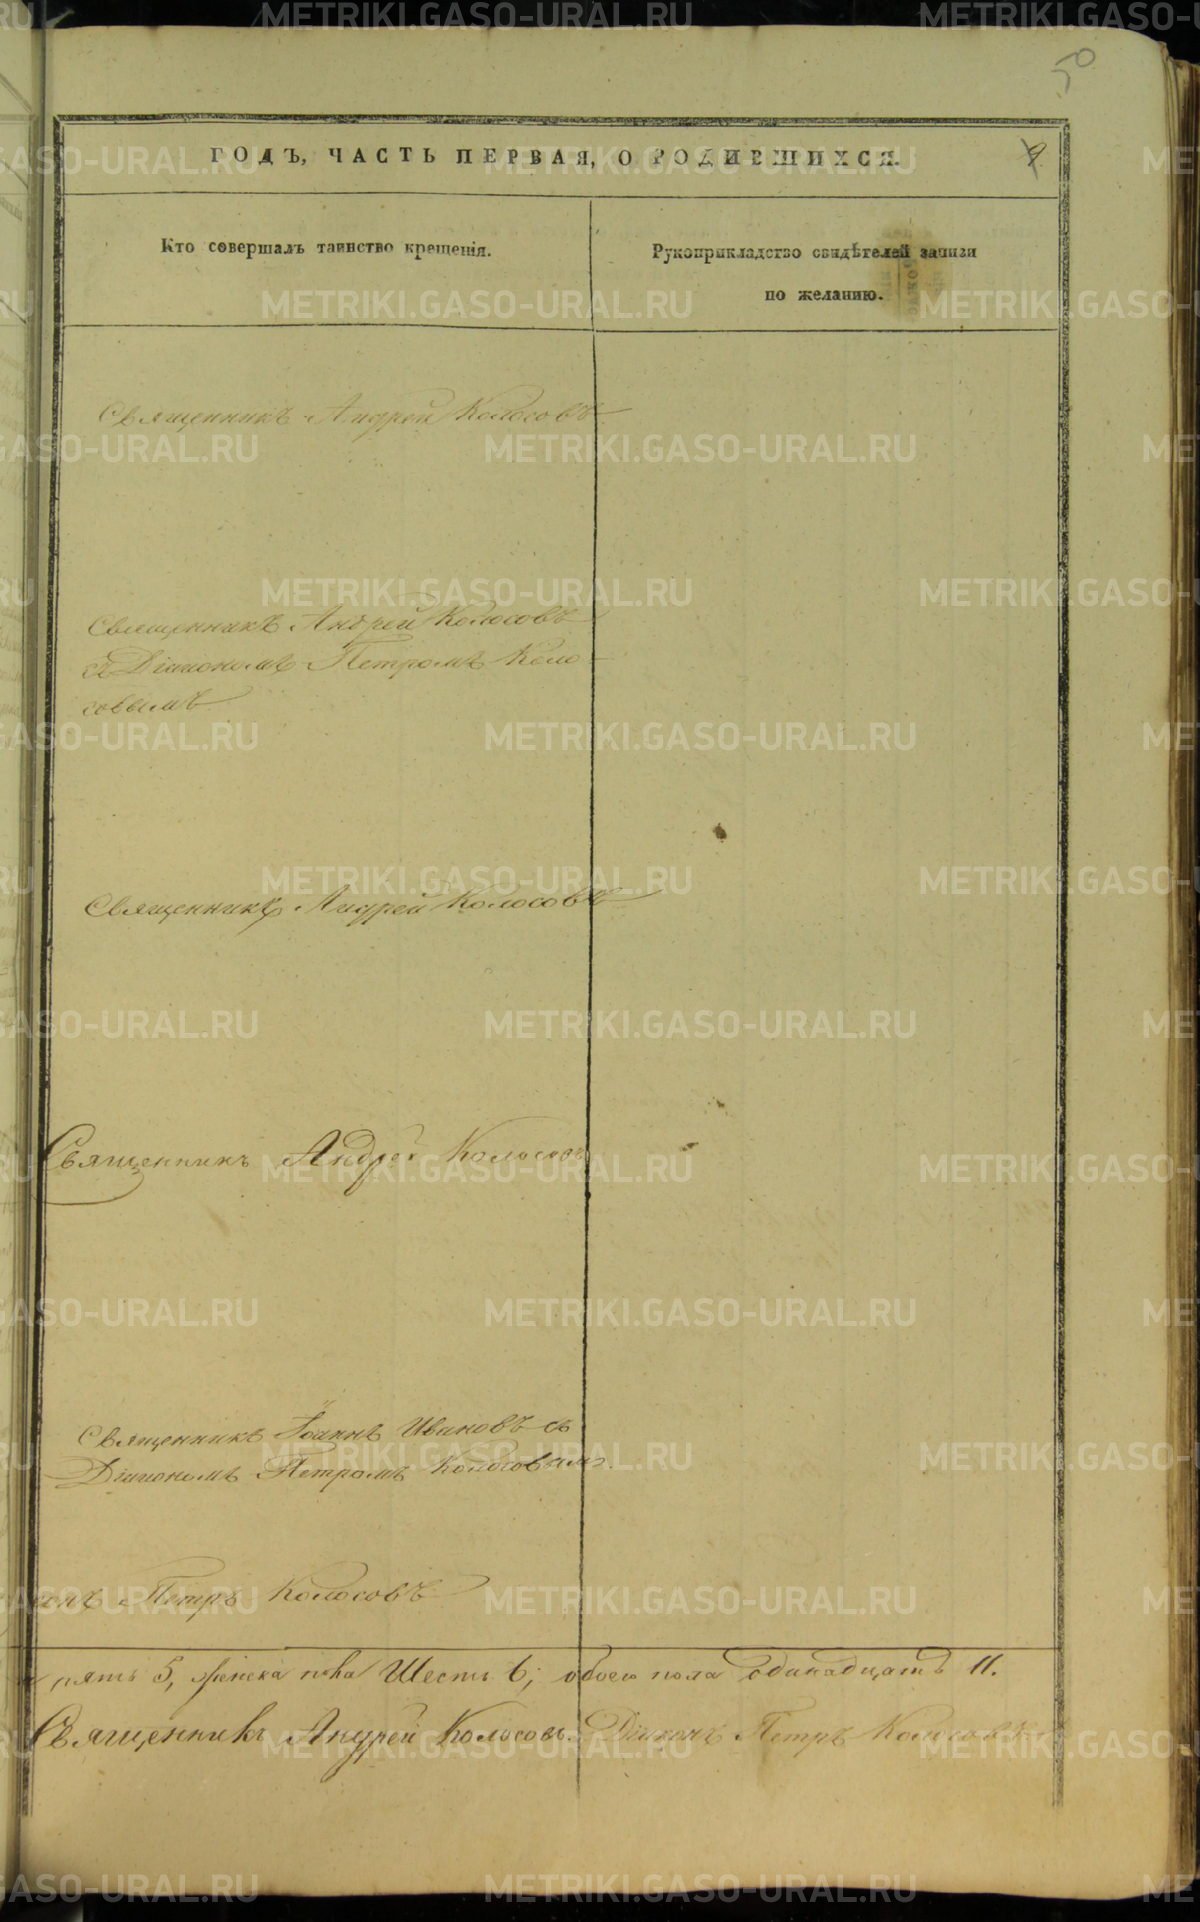 50
ГОДЪ, ЧАСТЬ ПЕРВАЯ, О РОДИВШИХСЯ.
9
Кто совершалъ таинство крещенія.
Рукоприкладство свидѣтелей записи
по желанію.
Священникъ Андрей Колосовъ
Священникъ Андрей Колосовъ
съ Діакономъ Петромъ Коло-
совымъ
Священникъ Андрей Колосовъ
Священникъ Андрей Колосовъ
Священникъ Іоаннъ Ивановъ съ
Діакономъ Петромъ Колосовымъ.
конъ Петръ Колосовъ
пять 5, женска пола Шесть 6; обоего пола одинадцать 11.
Священникъ Андрей Колосовъ. Діаконъ Петръ Колосовъ
METRIKI.GASO-URAL.RU